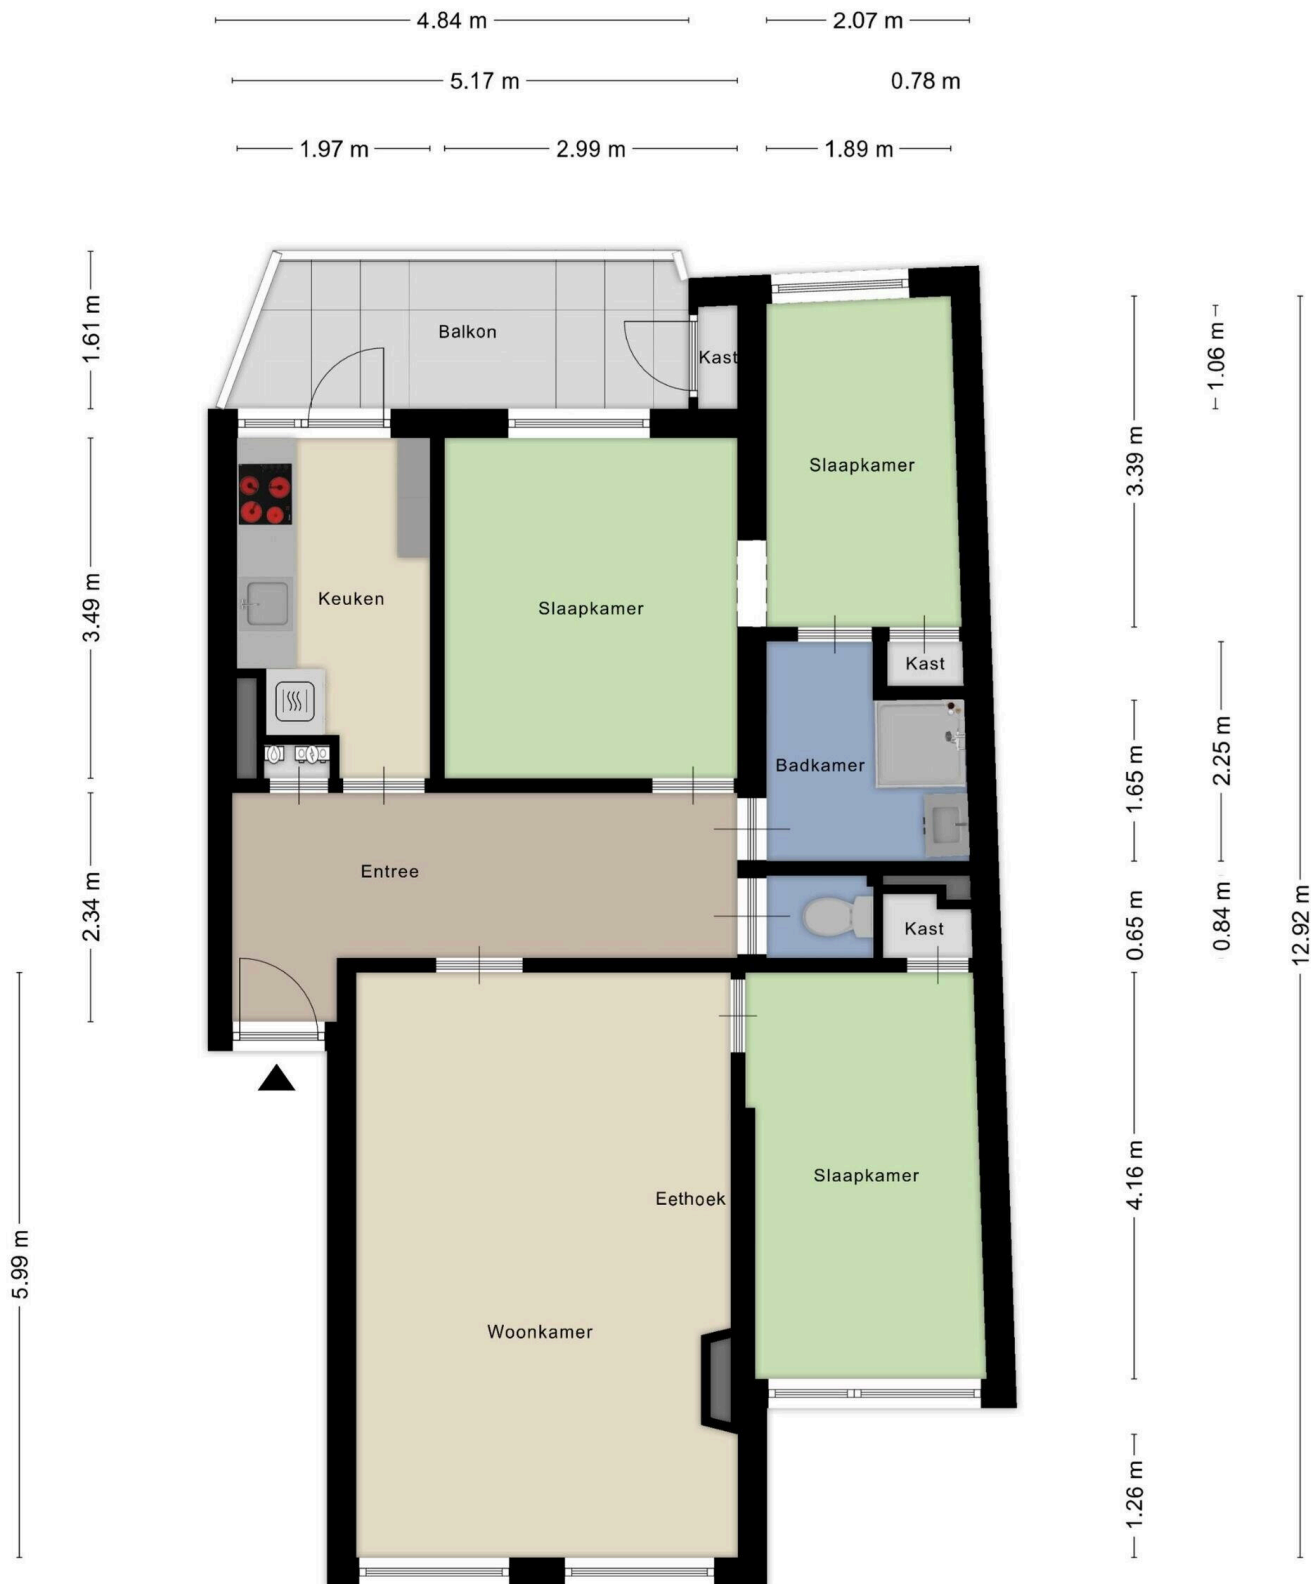 4.84 m
2.07 m
5.17 m
0.78 m
1.97 m
2.99 m
1.89 m
1.61 m
Balkon
Kast
1.06 m
3.39 m
Slaapkamer
3.49 m
Keuken
Slaapkamer
Kast
Badkamer
1.65 m
2.25 m
Entree
2.34 m
Kast
0.65 m
0.84 m
12.92 m
Slaapkamer
4.16 m
Eethoek
5.99 m
Woonkamer
1.26 m